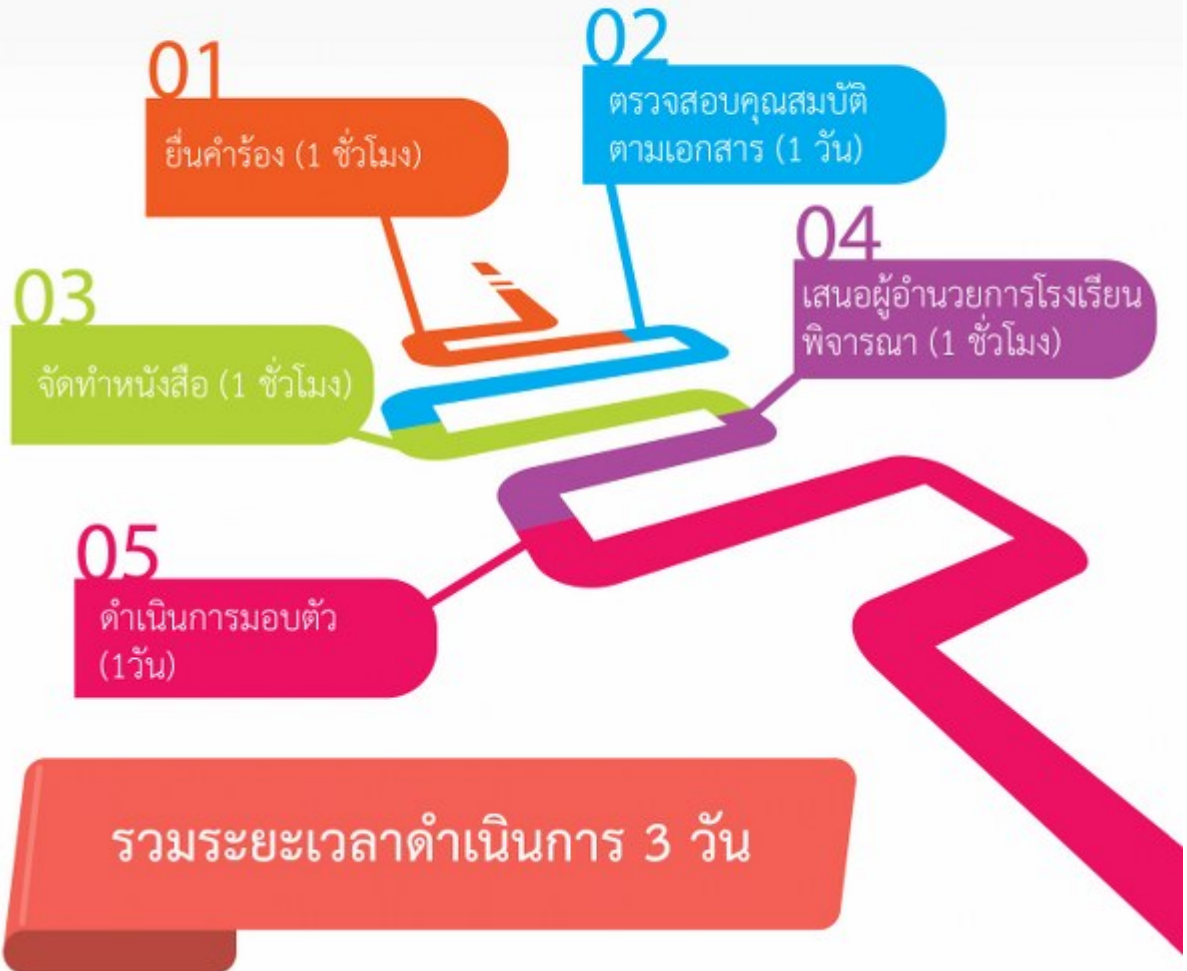 01
ยื่นคำร้อง (1 ชั่วโมง)
02
ตรวจสอบคุณสมบัติ
ตามเอกสาร (1 วัน)
03
จัดทำหนังสือ (1 ชั่วโมง)
04
เสนอผู้อำนวยการโรงเรียน
พิจารณา (1 ชั่วโมง)
05
ดำเนินการมอบตัว
(1วัน)
รวมระยะเวลาดำเนินการ 3 วัน